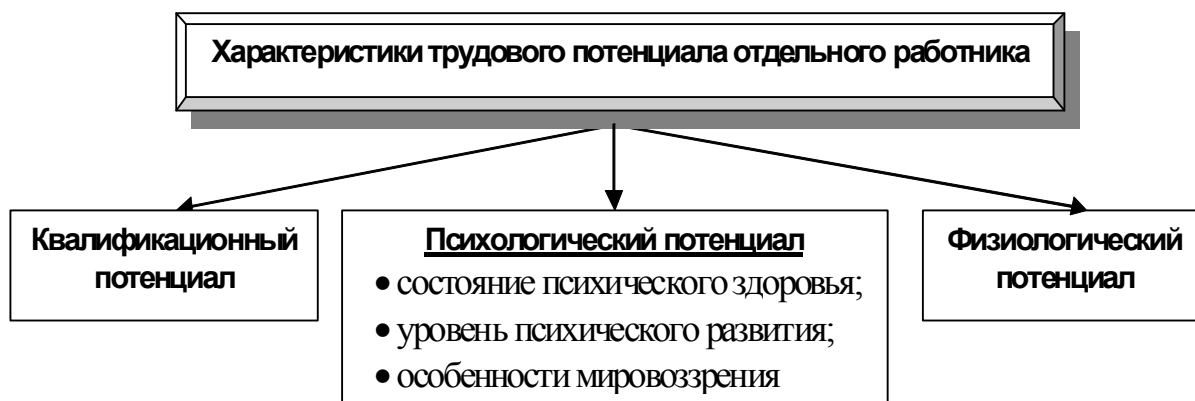 Характеристики трудового потенциала отдельного работника
Квалификационный
потенциал
Психологический потенциал
• состояние психического здоровья;
• уровень психического развития;
• особенности мировоззрения
Физиологический
потенциал